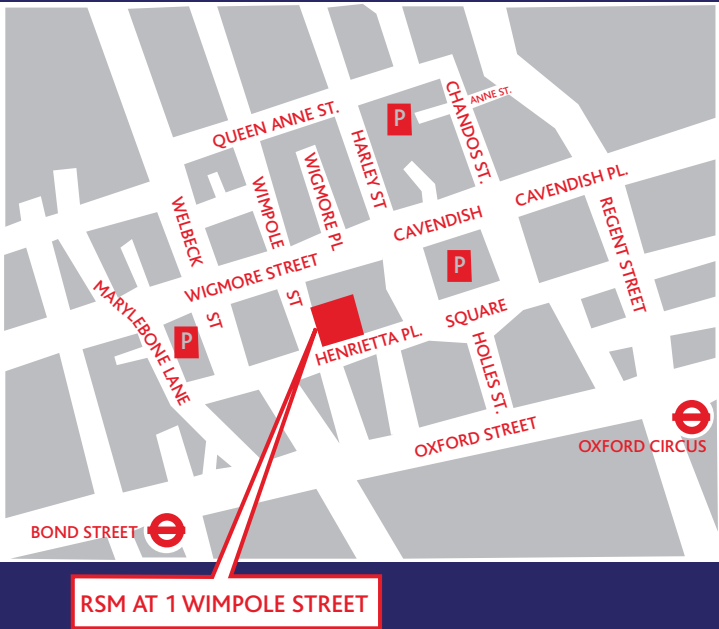 QUEEN ANNE ST.
P
CHANDOS ST.
ANNE ST.
HARLEY ST
WIGMORE PL
WIMPOLE
ST
WELBECK
ST
CAVENDISH PL.
CAVENDISH
REGENT STREET
P
WIGMORE STREET
SQUARE
MARYLEBONE LANE
P
HENRIETTA PL.
HOLLES ST.
OXFORD STREET
OXFORD CIRCUS
BOND STREET
RSM AT 1 WIMPOLE STREET